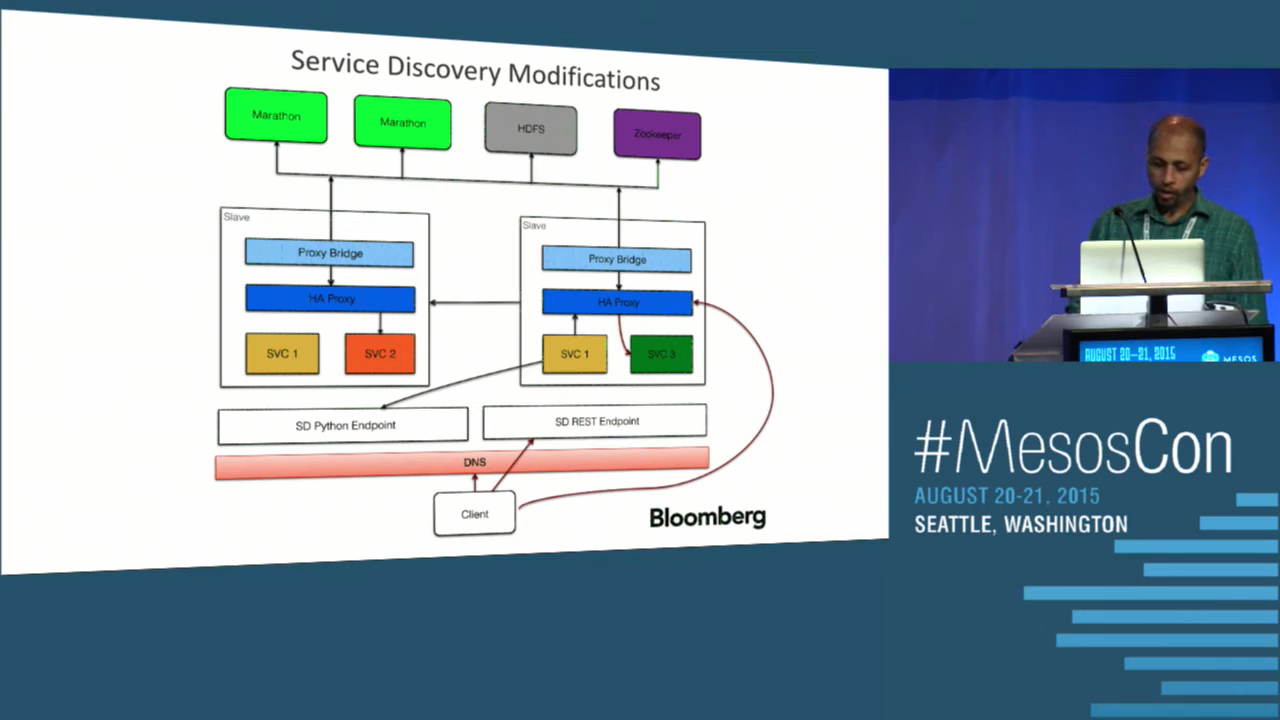 Service Discovery Modifications
Marathon
Marathon
HDFS
Zookeeper
Slave
Slave
Proxy Bridge
Proxy Bridge
HA Proxy
HA Proxy
SVC 1
SVC 2
SVC 1
SVC 3
SD Python Endpoint
SD REST Endpoint
DNS
Client
Bloomberg
AUGUST 20-21, 2015
MESOS
#MesosCon
AUGUST 20-21, 2015
SEATTLE, WASHINGTON